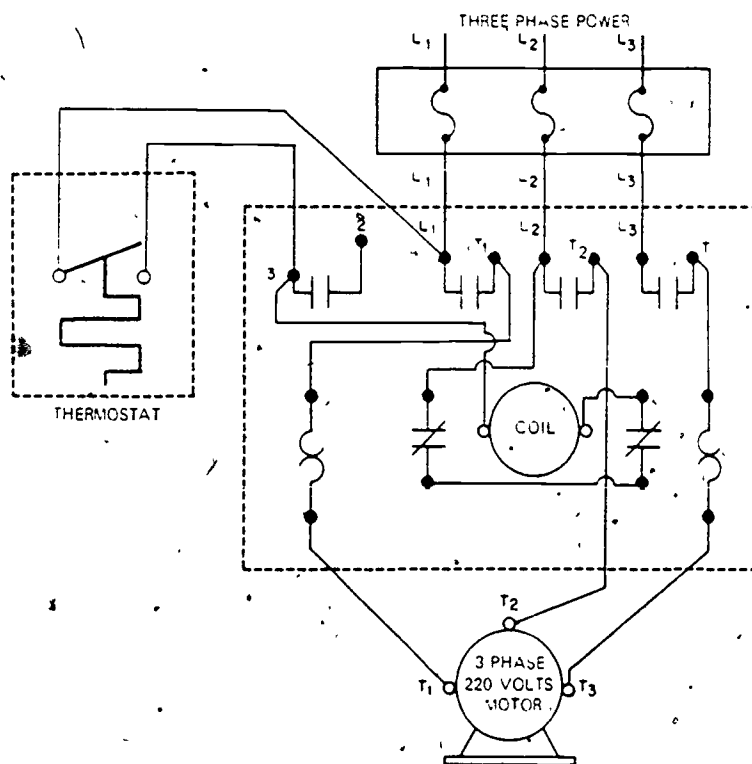 THREE PHASE POWER
L1 L2 L3
L1 L2 L3
2
3 L1 T1 L2 T2 L3 T
THERMOSTAT
COIL
T2
3 PHASE
220 VOLTS
MOTOR
T1 T3